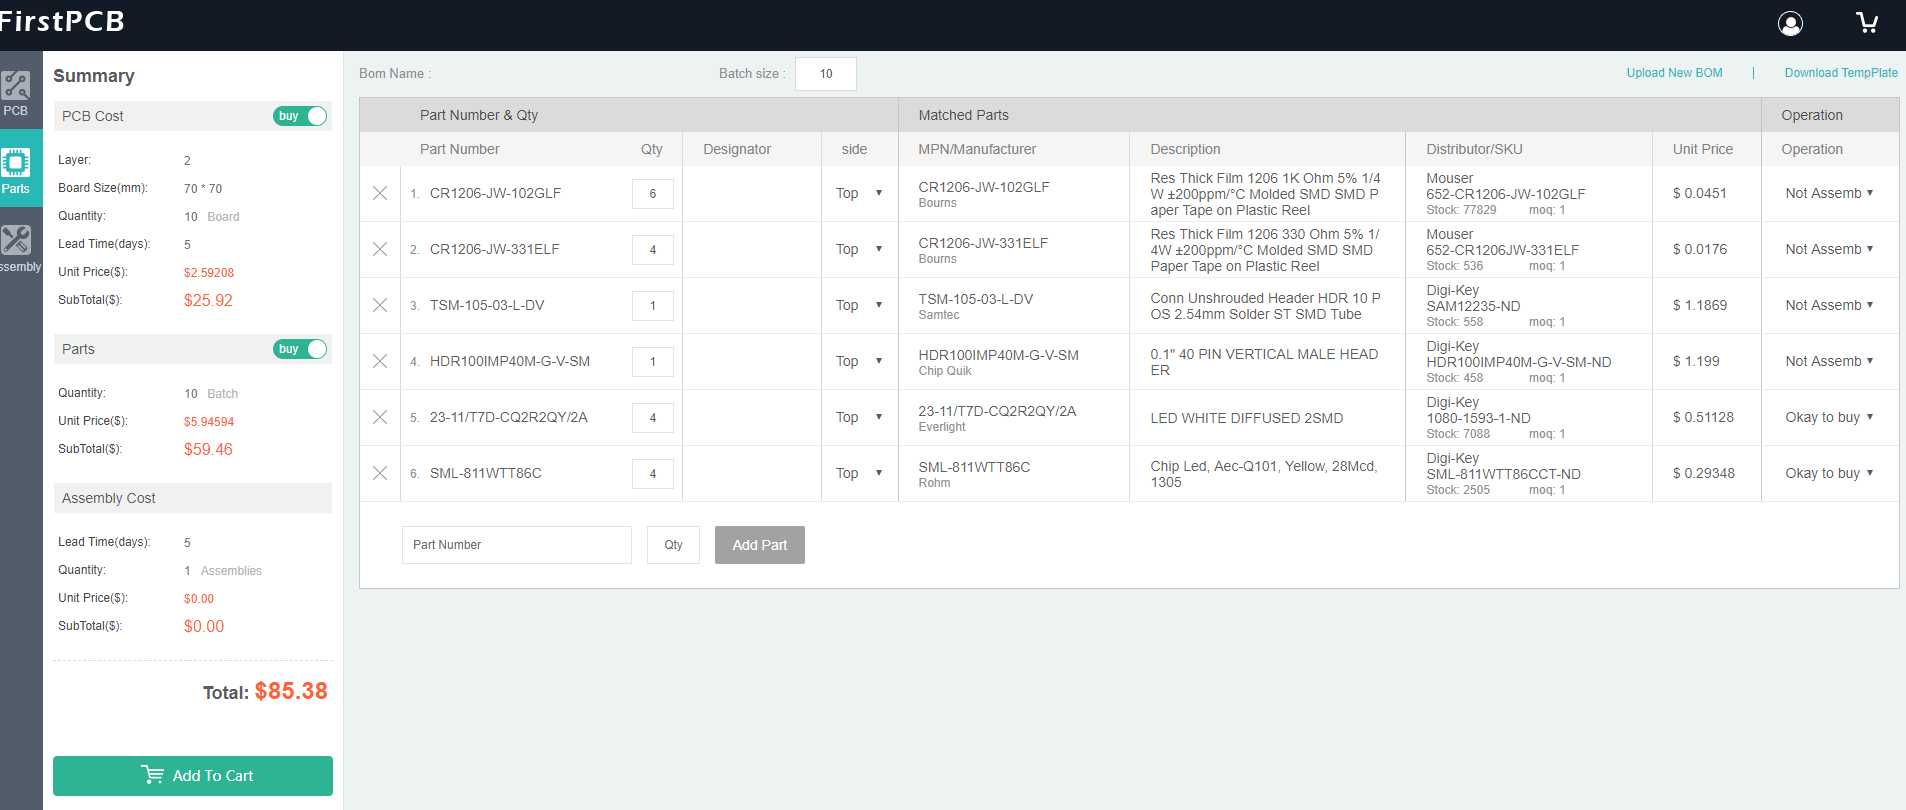 FirstPCB
PCB
Parts
ssembly
Summary
PCB Cost
buy
Layer: 2
Board Size(mm): 70 * 70
Quantity: 10 Board
Lead Time(days): 5
Unit Price($): $2.59208
SubTotal($): $25.92
Parts
buy
Quantity: 10 Batch
Unit Price($): $5.94594
SubTotal($): $59.46
Assembly Cost
Lead Time(days): 5
Quantity: 1 Assemblies
Unit Price($): $0.00
SubTotal($): $0.00
Total: $85.38
Add To Cart
Bom Name :
Batch size : 10
Upload New BOM | Download TempPlate
Part Number & Qty Matched Parts Operation
Part Number Qty Designator side MPN/Manufacturer Description Distributor/SKU Unit Price Operation
1. CR1206-JW-102GLF 6 Top ▼
CR1206-JW-102GLF
Bourns
Res Thick Film 1206 1K Ohm 5% 1/4
W ±200ppm/°C Molded SMD SMD P
aper Tape on Plastic Reel
Mouser
652-CR1206-JW-102GLF
Stock: 77829 moq: 1
$ 0.0451
Not Assemb ▼
2. CR1206-JW-331ELF 4 Top ▼
CR1206-JW-331ELF
Bourns
Res Thick Film 1206 330 Ohm 5% 1/
4W ±200ppm/°C Molded SMD SMD
Paper Tape on Plastic Reel
Mouser
652-CR1206JW-331ELF
Stock: 536 moq: 1
$ 0.0176
Not Assemb ▼
3. TSM-105-03-L-DV 1 Top ▼
TSM-105-03-L-DV
Samtec
Conn Unshrouded Header HDR 10 P
OS 2.54mm Solder ST SMD Tube
Digi-Key
SAM12235-ND
Stock: 558 moq: 1
$ 1.1869
Not Assemb ▼
4. HDR100IMP40M-G-V-SM 1 Top ▼
HDR100IMP40M-G-V-SM
Chip Quik
0.1" 40 PIN VERTICAL MALE HEAD
ER
Digi-Key
HDR100IMP40M-G-V-SM-ND
Stock: 458 moq: 1
$ 1.199
Not Assemb ▼
5. 23-11/T7D-CQ2R2QY/2A 4 Top ▼
23-11/T7D-CQ2R2QY/2A
Everlight
LED WHITE DIFFUSED 2SMD
Digi-Key
1080-1593-1-ND
Stock: 7088 moq: 1
$ 0.51128
Okay to buy ▼
6. SML-811WTT86C 4 Top ▼
SML-811WTT86C
Rohm
Chip Led, Aec-Q101, Yellow, 28Mcd,
1305
Digi-Key
SML-811WTT86CCT-ND
Stock: 2505 moq: 1
$ 0.29348
Okay to buy ▼
Part Number Qty Add Part